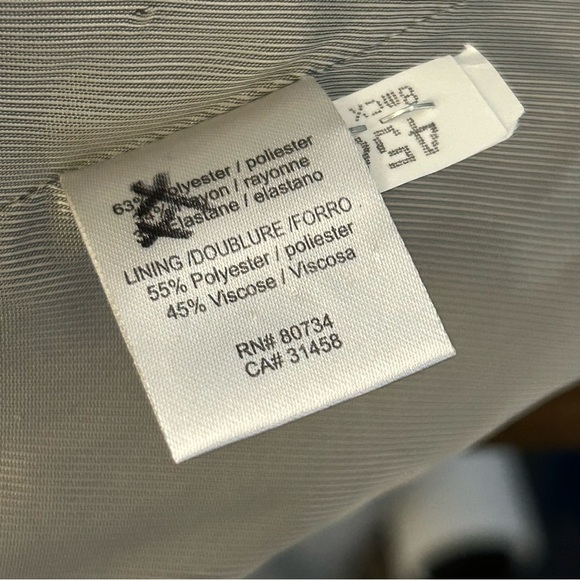 63% Polyester / poliester
Rayon / rayonne
Elastane / elastano
LINING /DOUBLURE /FORRO
55% Polyester / poliester
45% Viscose / Viscosa
RN# 80734
CA# 31458